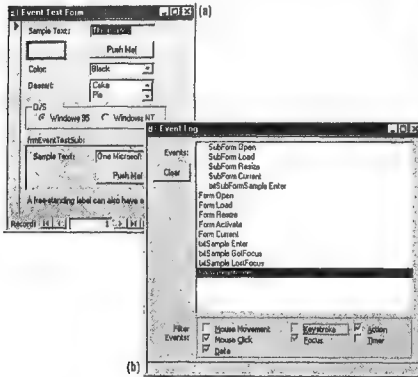 Event Test Form
(a)
Sample Text:
Push Me!
Color:
Black
Dessert:
Cake
Pie
O/S
Windows 95
Windows NT
frmEventTestSub:
Sample Text:
One Microsoft
Push Me!
A free-standing label can also have a
Record:
1
Event Log
Events:
Clear
SubForm Open
SubForm Load
SubForm Resize
SubForm Current
txtSubFormSample Enter
Form Open
Form Load
Form Resize
Form Activate
Form Current
txtSample Enter
txtSample GotFocus
txtSample LostFocus
Filter
Events:
Mouse Movement
Keystroke
Action
Mouse Click
Focus
Timer
Data
(b)